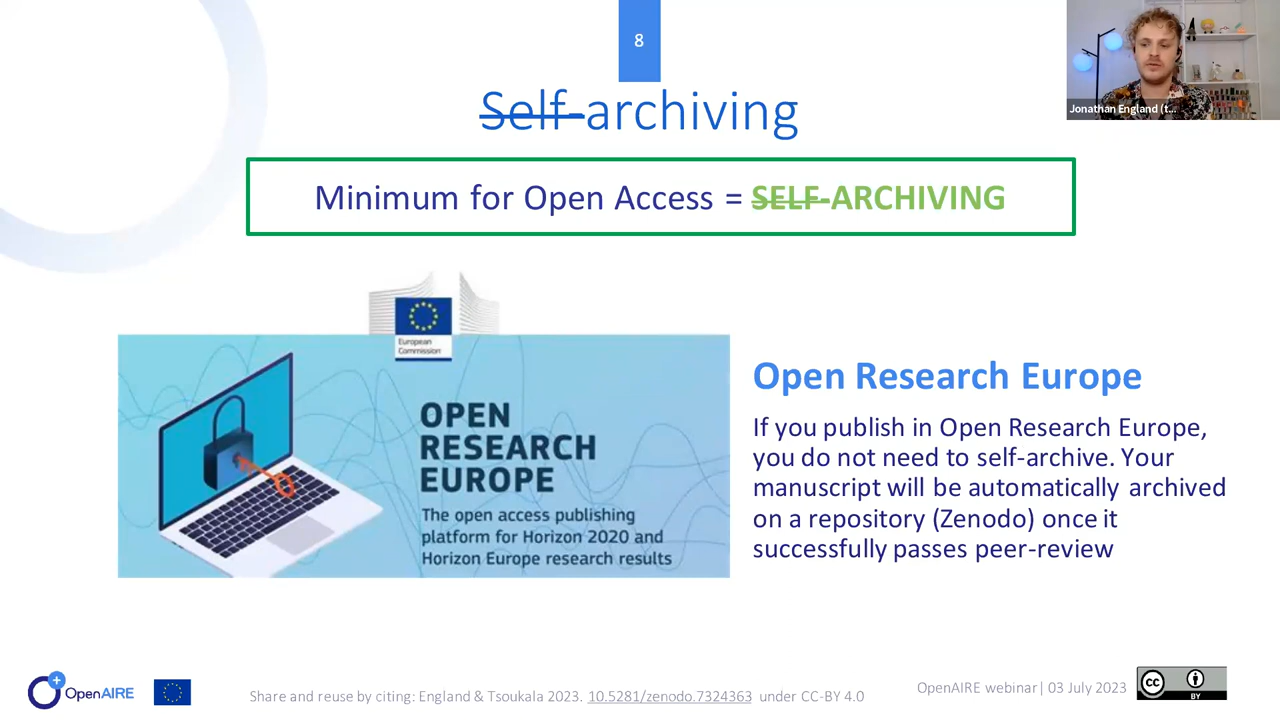 8
Jonathan England (t...
Self-archiving
Minimum for Open Access = SELF-ARCHIVING
European
Commission
OPEN
RESEARCH
EUROPE
The open access publishing
platform for Horizon 2020 and
Horizon Europe research results
Open Research Europe
If you publish in Open Research Europe,
you do not need to self-archive. Your
manuscript will be automatically archived
on a repository (Zenodo) once it
successfully passes peer-review
OpenAIRE
Share and reuse by citing: England & Tsoukala 2023. 10.5281/zenodo.7324363 under CC-BY 4.0
OpenAIRE webinar| 03 July 2023
cc
BY